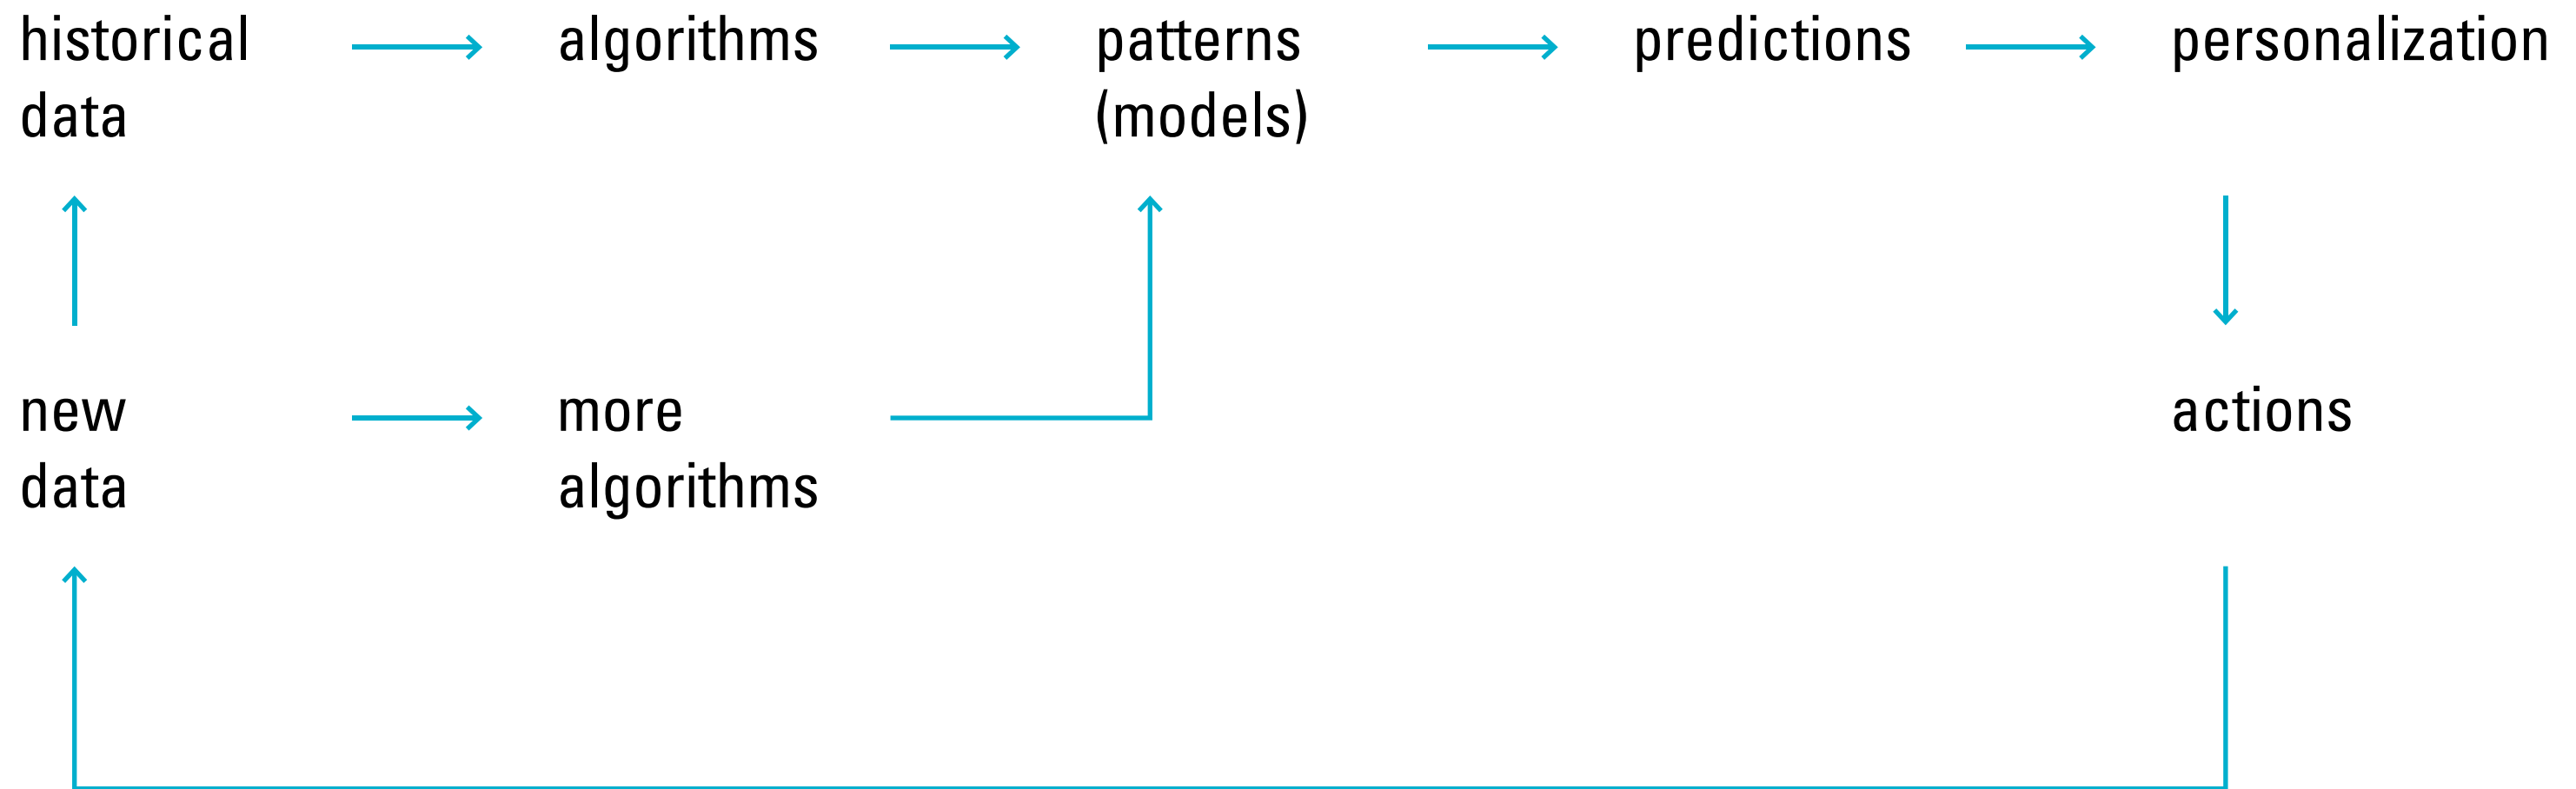 historical
data
algorithms
patterns
(models)
predictions
personalization
new
data
more
algorithms
actions